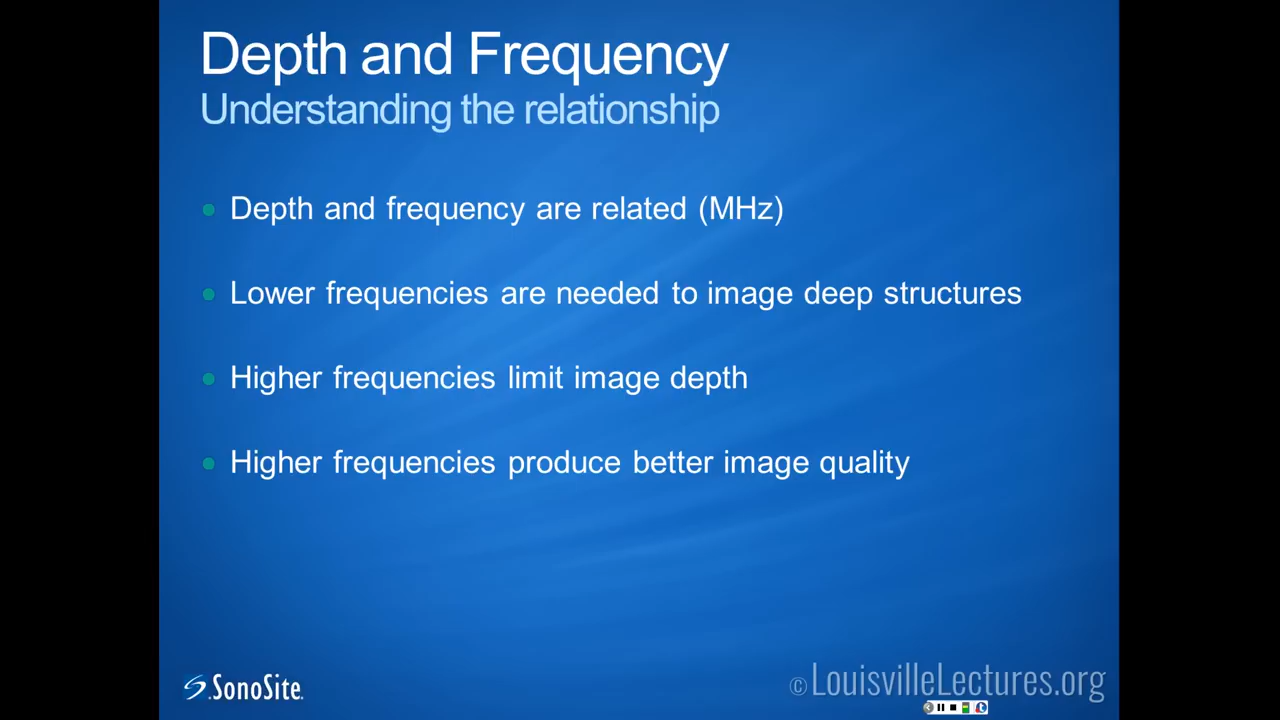 Depth and Frequency
Understanding the relationship
Depth and frequency are related (MHz)
Lower frequencies are needed to image deep structures
Higher frequencies limit image depth
Higher frequencies produce better image quality
SonoSite
© LouisvilleLectures.org